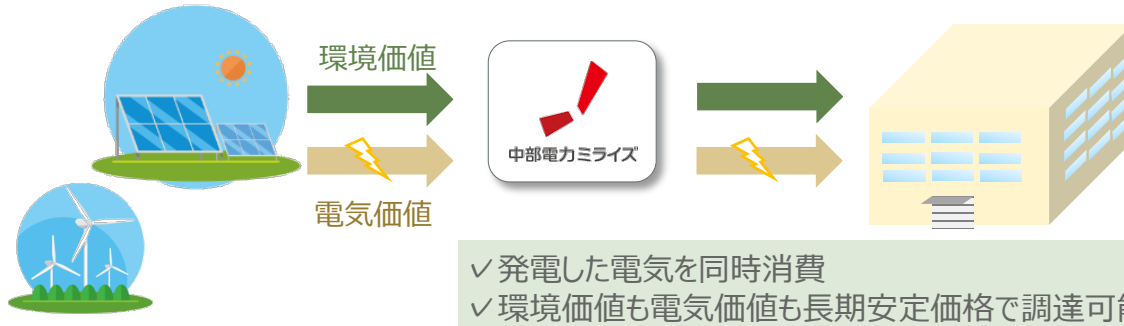 環境価値
中部電力ミライズ
電気価値
✓発電した電気を同時消費
✓環境価値も電気価値も長期安定価格で調達可能